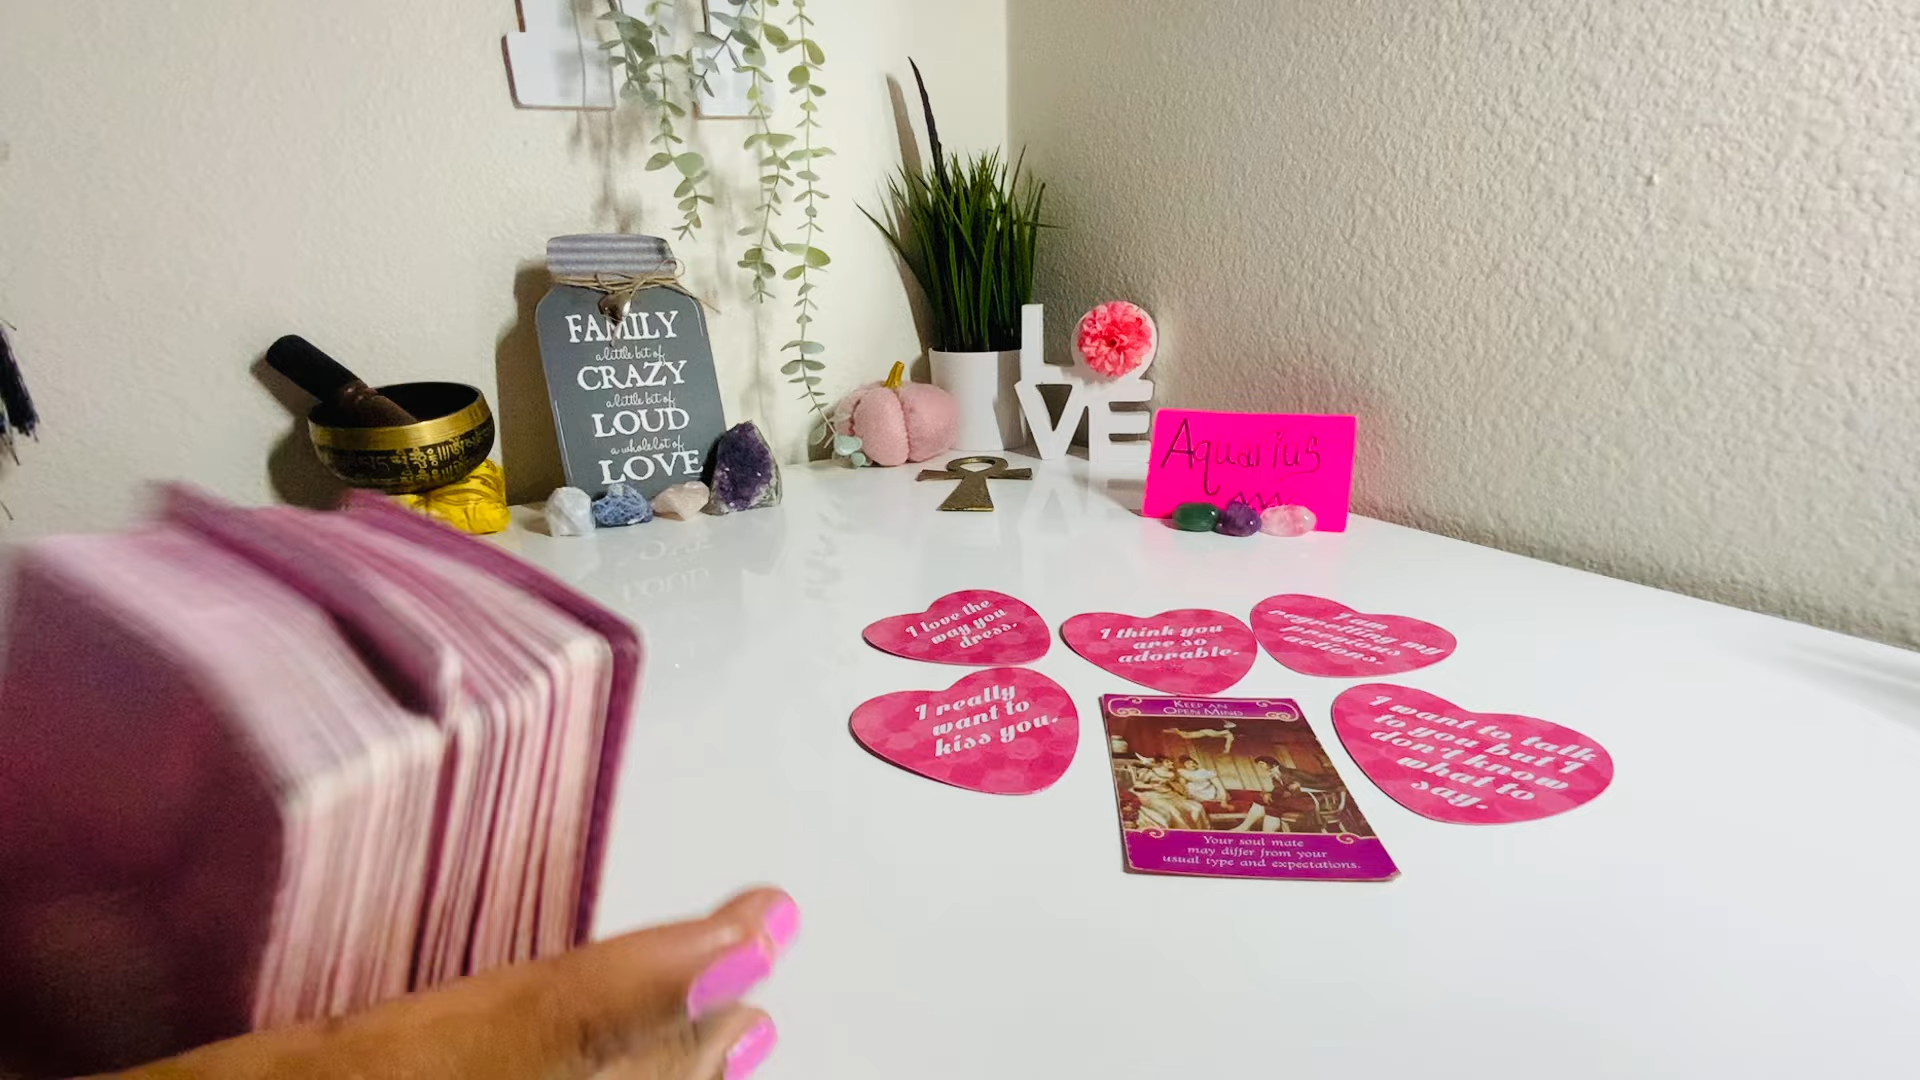 FAMILY
a little bit of
CRAZY
a little bit of
LOUD
a whole lot of
LOVE
LO
VE
Aquarius
I love the
way you
dress.
I think you
are so
adorable.
I am
regretting my
previous
actions.
I really
want to
kiss you.
KEEP AN
OPEN MIND
Your soul mate
may differ from your
usual type and expectations.
I want to talk
to you but I
don't know
what to
say.